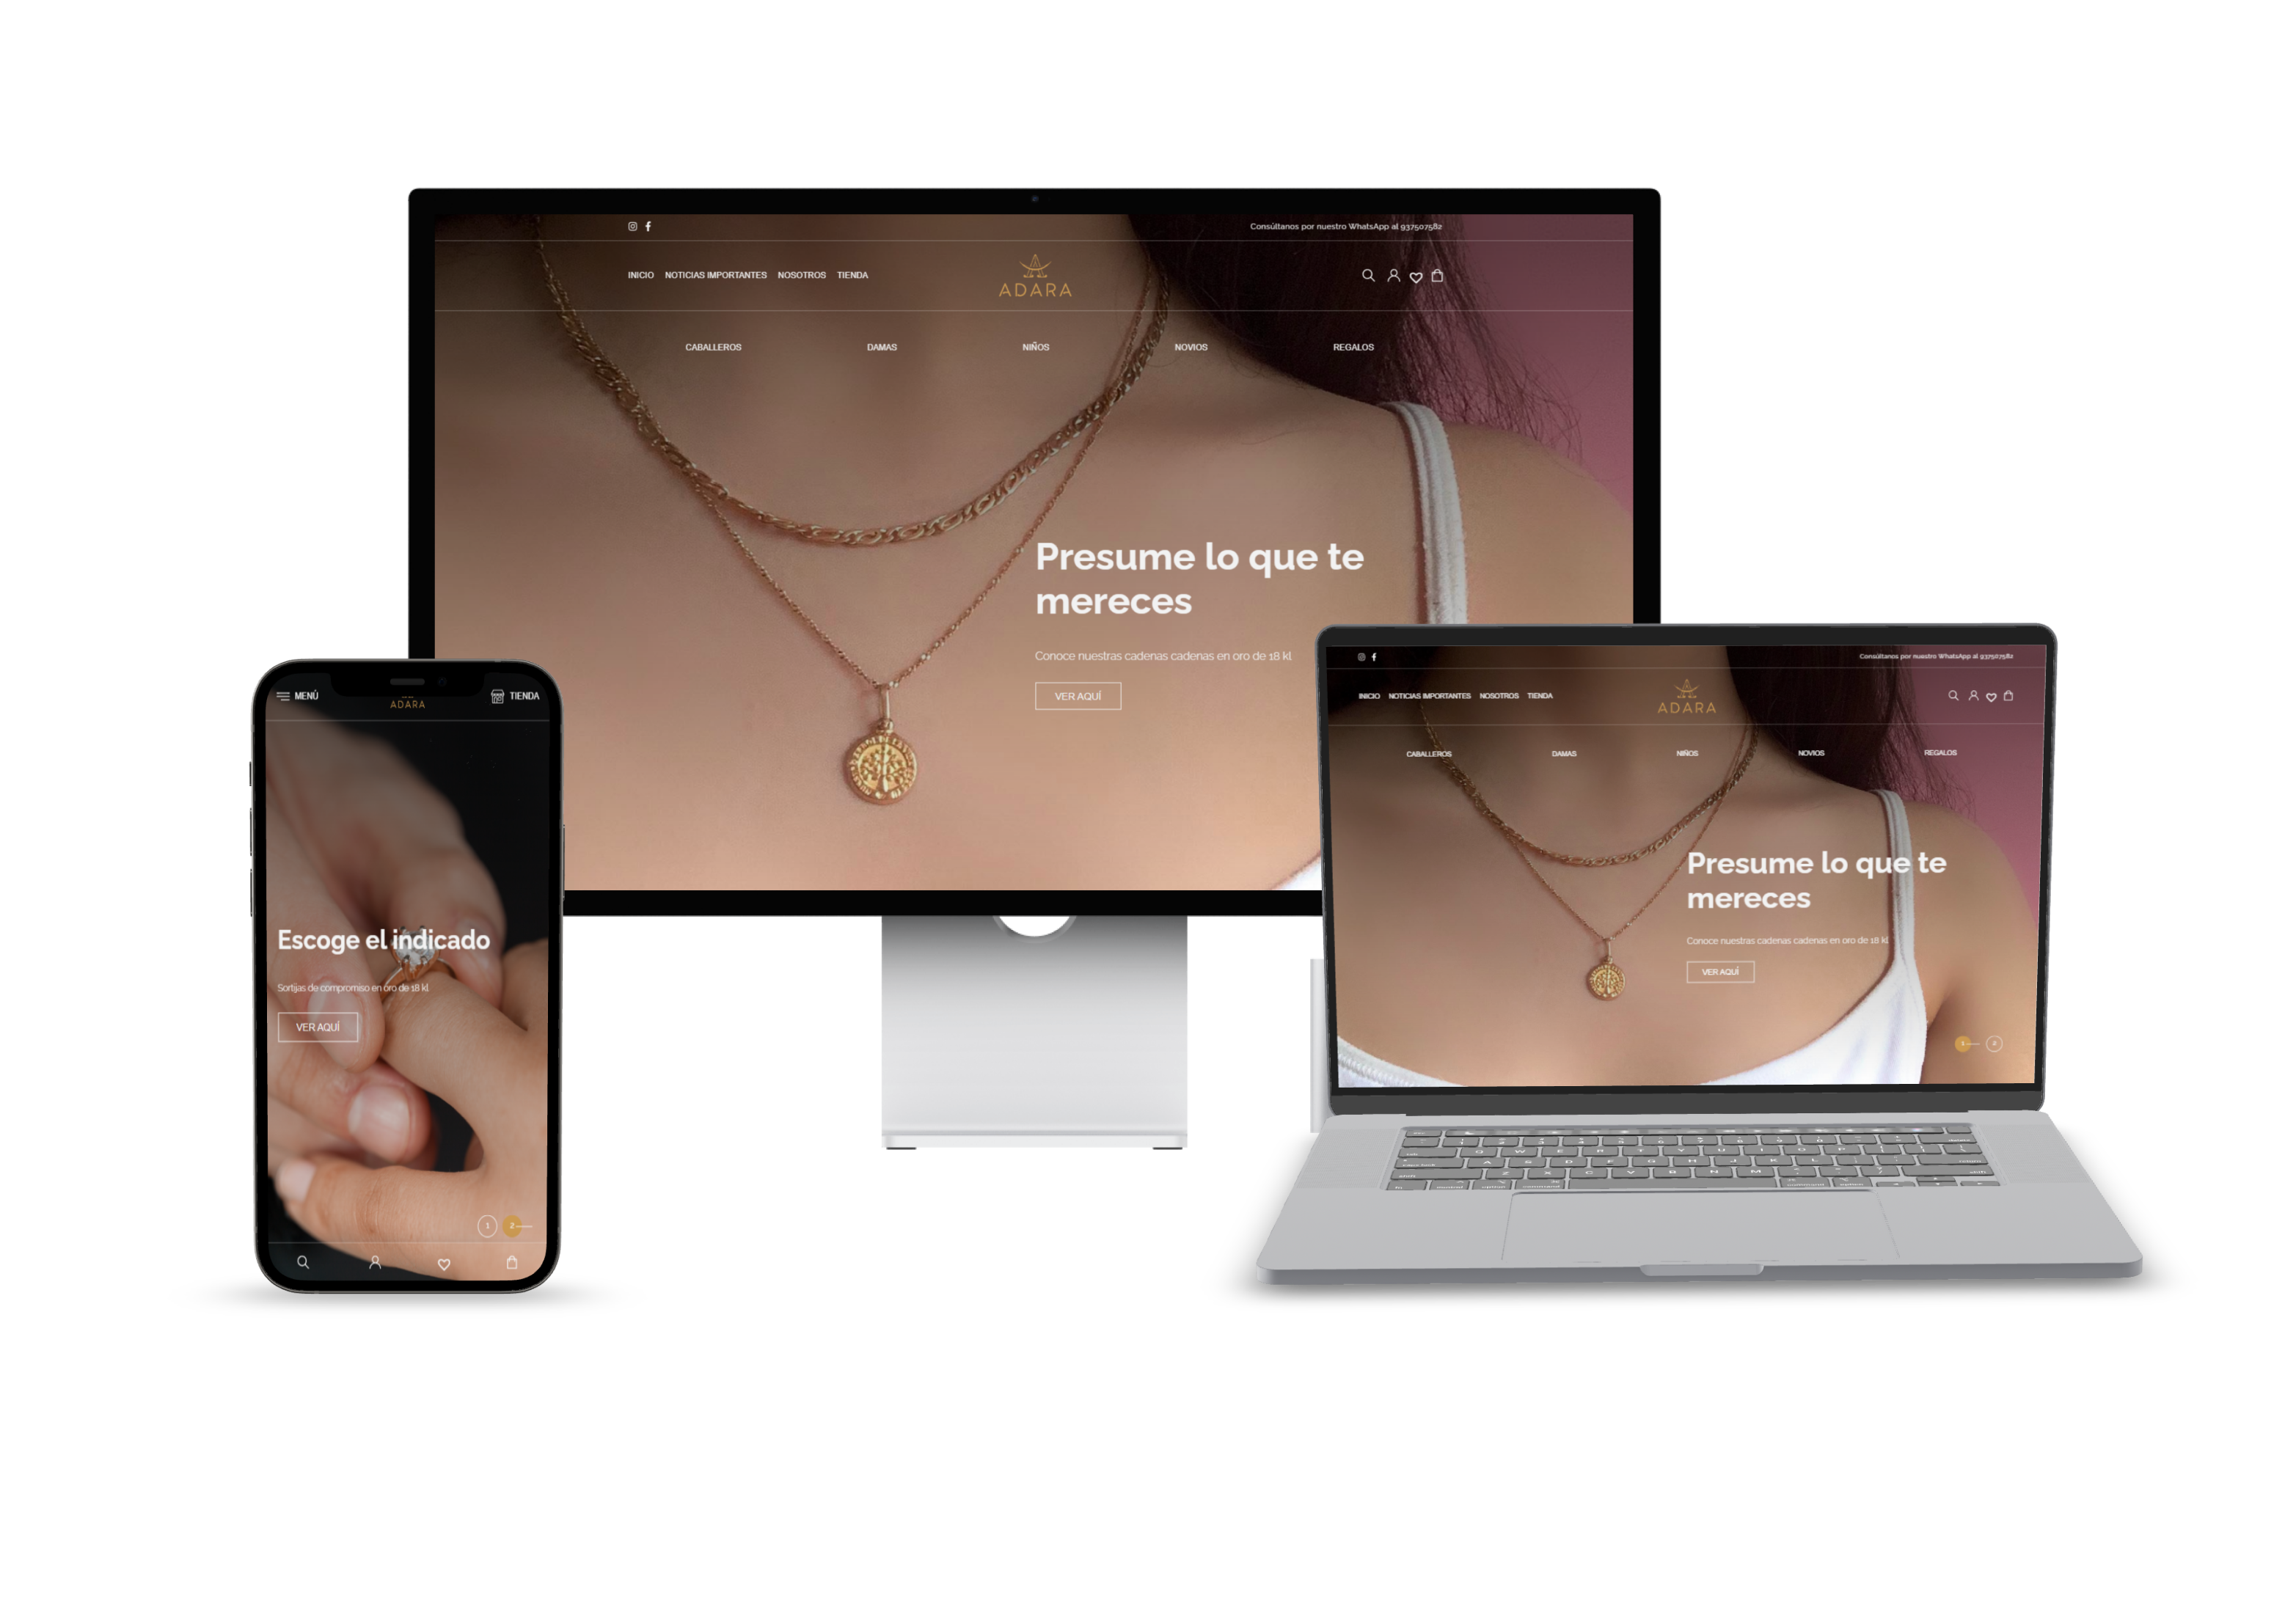 Consúltanos por nuestro WhatsApp al 937507582
INICIO NOTICIAS IMPORTANTES NOSOTROS TIENDA
ADARA
CABALLEROS DAMAS NIÑOS NOVIOS REGALOS
Presume lo que te
mereces
Conoce nuestras cadenas cadenas en oro de 18 kl
VER AQUÍ
MENÚ
ADARA
TIENDA
Escoge el indicado
Sortijas de compromiso en oro de 18 kl
VER AQUÍ
1 2
Consúltanos por nuestro WhatsApp al 937507582
INICIO NOTICIAS IMPORTANTES NOSOTROS TIENDA
ADARA
CABALLEROS DAMAS NIÑOS NOVIOS REGALOS
Presume lo que te
mereces
Conoce nuestras cadenas cadenas en oro de 18 kl
VER AQUÍ
1 2